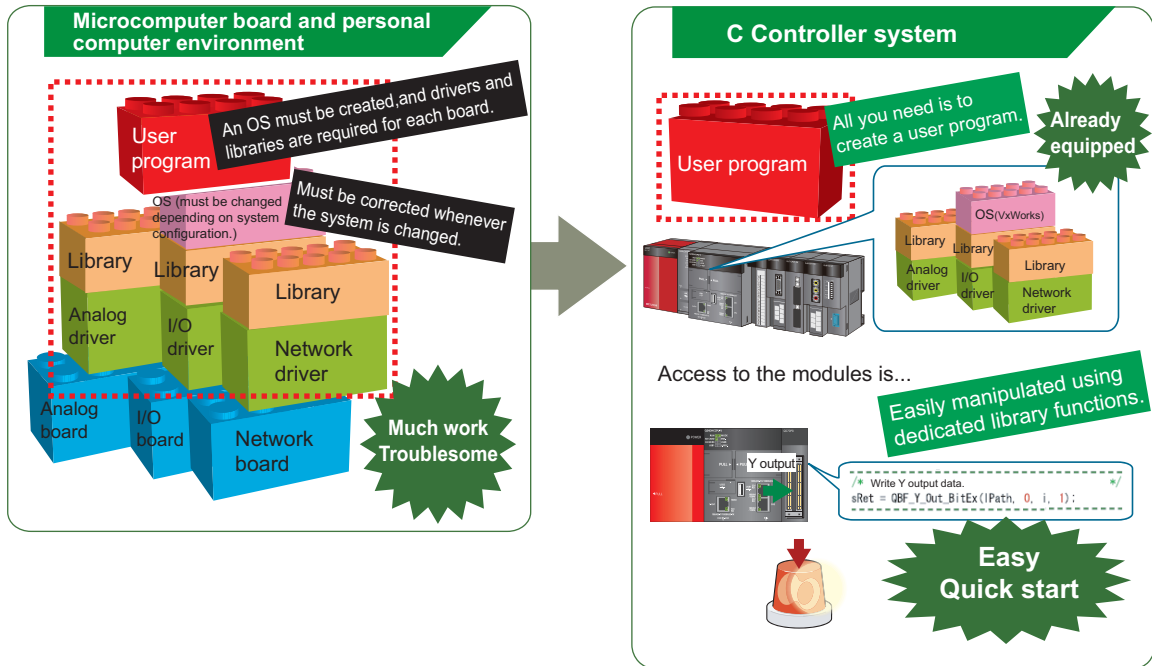 Microcomputer board and personal
computer environment
An OS must be created,and drivers and
libraries are required for each board.
User
program
Must be corrected whenever
the system is changed.
OS (must be changed
depending on system
configuration.)
Library
Library
Library
Analog
driver
I/O
driver
Network
driver
Analog
board
I/O
board
Network
board
Much work
Troublesome
C Controller system
All you need is to
create a user program.
Already
equipped
User program
OS(VxWorks)
Library
Library
Library
Analog
driver
I/O
driver
Network
driver
Access to the modules is...
Easily manipulated using
dedicated library functions.
Y output
/* Write Y output data. */
sRet = QBF_Y_Out_BitEx(lPath, 0, i, 1);
Easy
Quick start